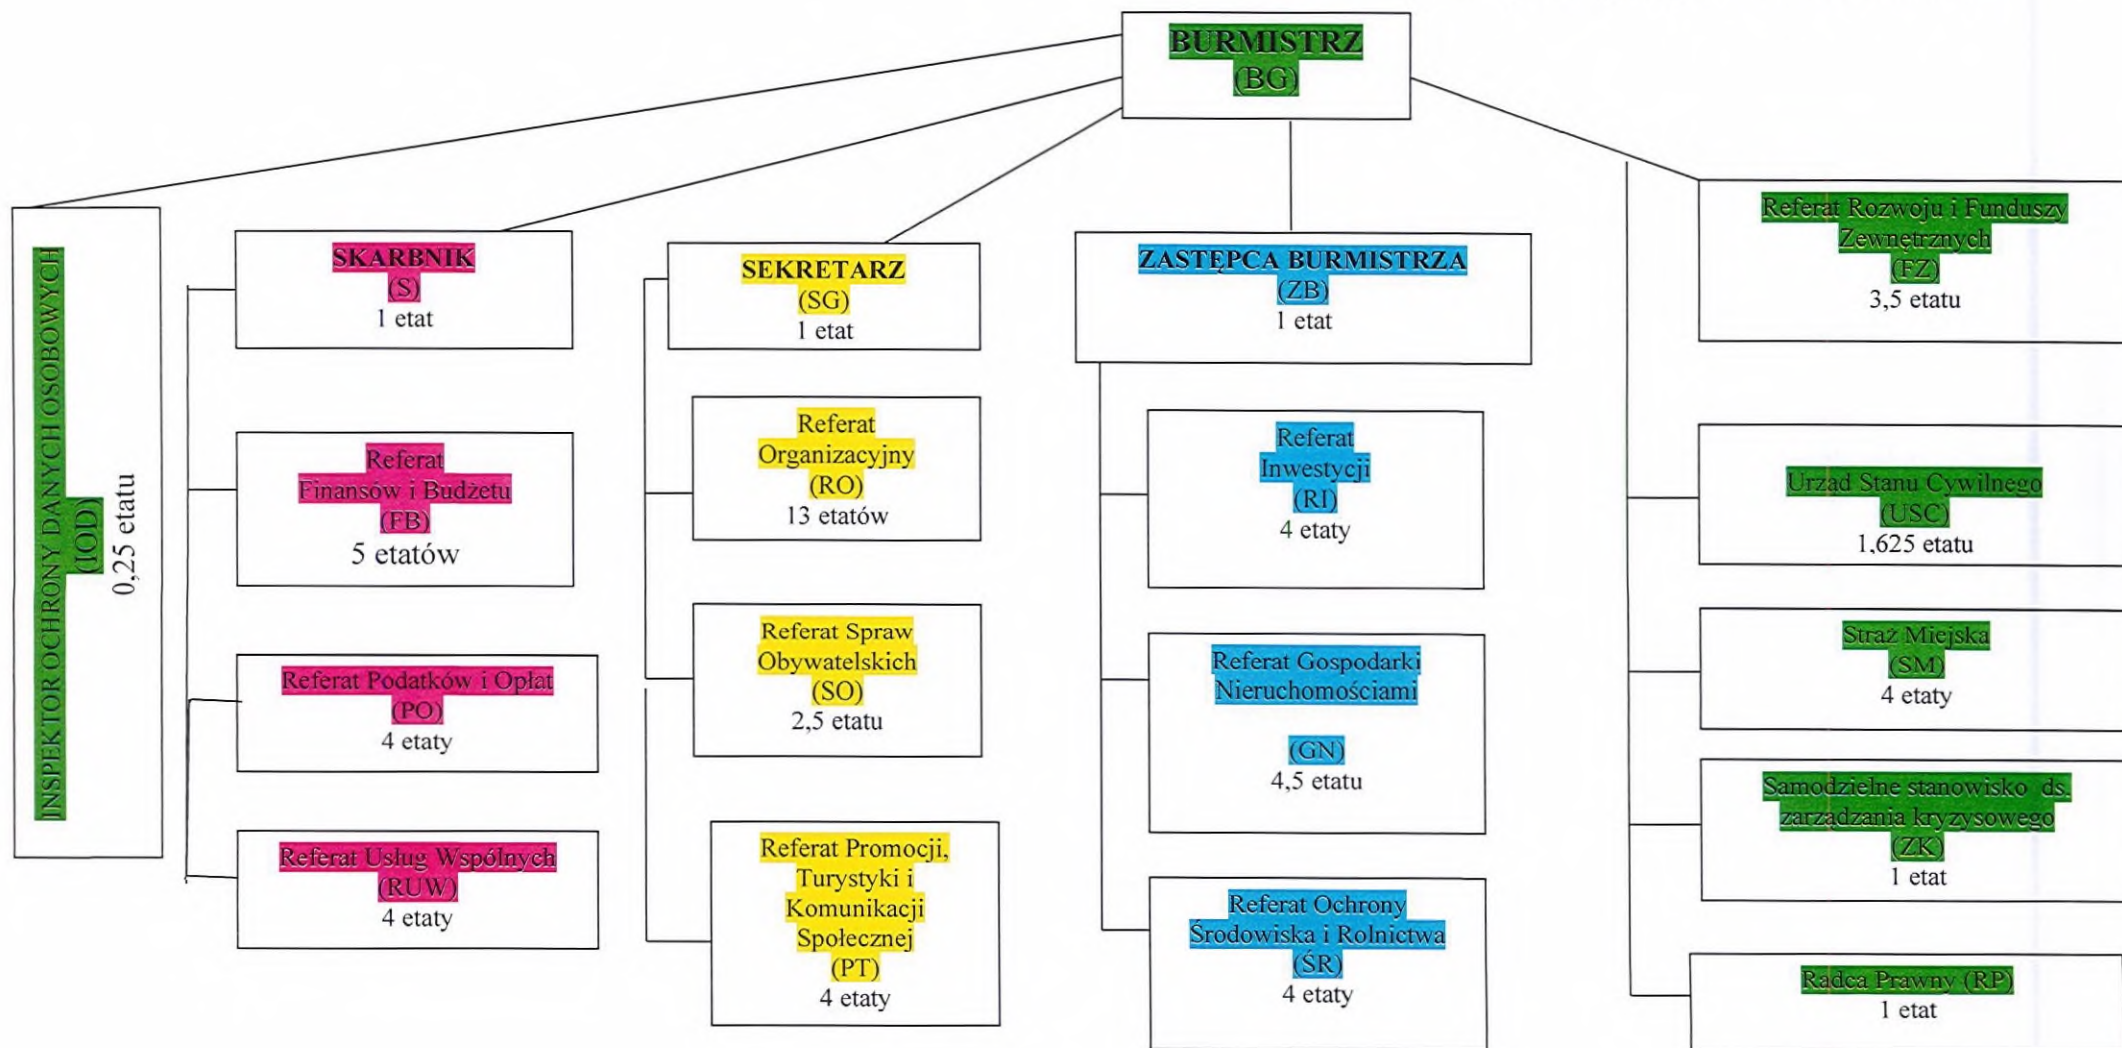 BURMISTRZ
(BG)
INSPEKTOR OCHRONY DANYCH OSOBOWYCH
(IOD)
0,25 etatu
SKARBNIK
(S)
1 etat
Referat
Finansów i Budżetu
(FB)
5 etatów
Referat Podatków i Opłat
(PO)
4 etaty
Referat Usług Wspólnych
(RUW)
4 etaty
SEKRETARZ
(SG)
1 etat
Referat
Organizacyjny
(RO)
13 etatów
Referat Spraw
Obywatelskich
(SO)
2,5 etatu
Referat Promocji,
Turystyki i
Komunikacji
Społecznej
(PT)
4 etaty
ZASTĘPCA BURMISTRZA
(ZB)
1 etat
Referat
Inwestycji
(RI)
4 etaty
Referat Gospodarki
Nieruchomościami
(GN)
4,5 etatu
Referat Ochrony
Środowiska i Rolnictwa
(ŚR)
4 etaty
Referat Rozwoju i Funduszy
Zewnętrznych
(FZ)
3,5 etatu
Urząd Stanu Cywilnego
(USC)
1,625 etatu
Straż Miejska
(SM)
4 etaty
Samodzielne stanowisko ds.
zarządzania kryzysowego
(ZK)
1 etat
Radca Prawny (RP)
1 etat